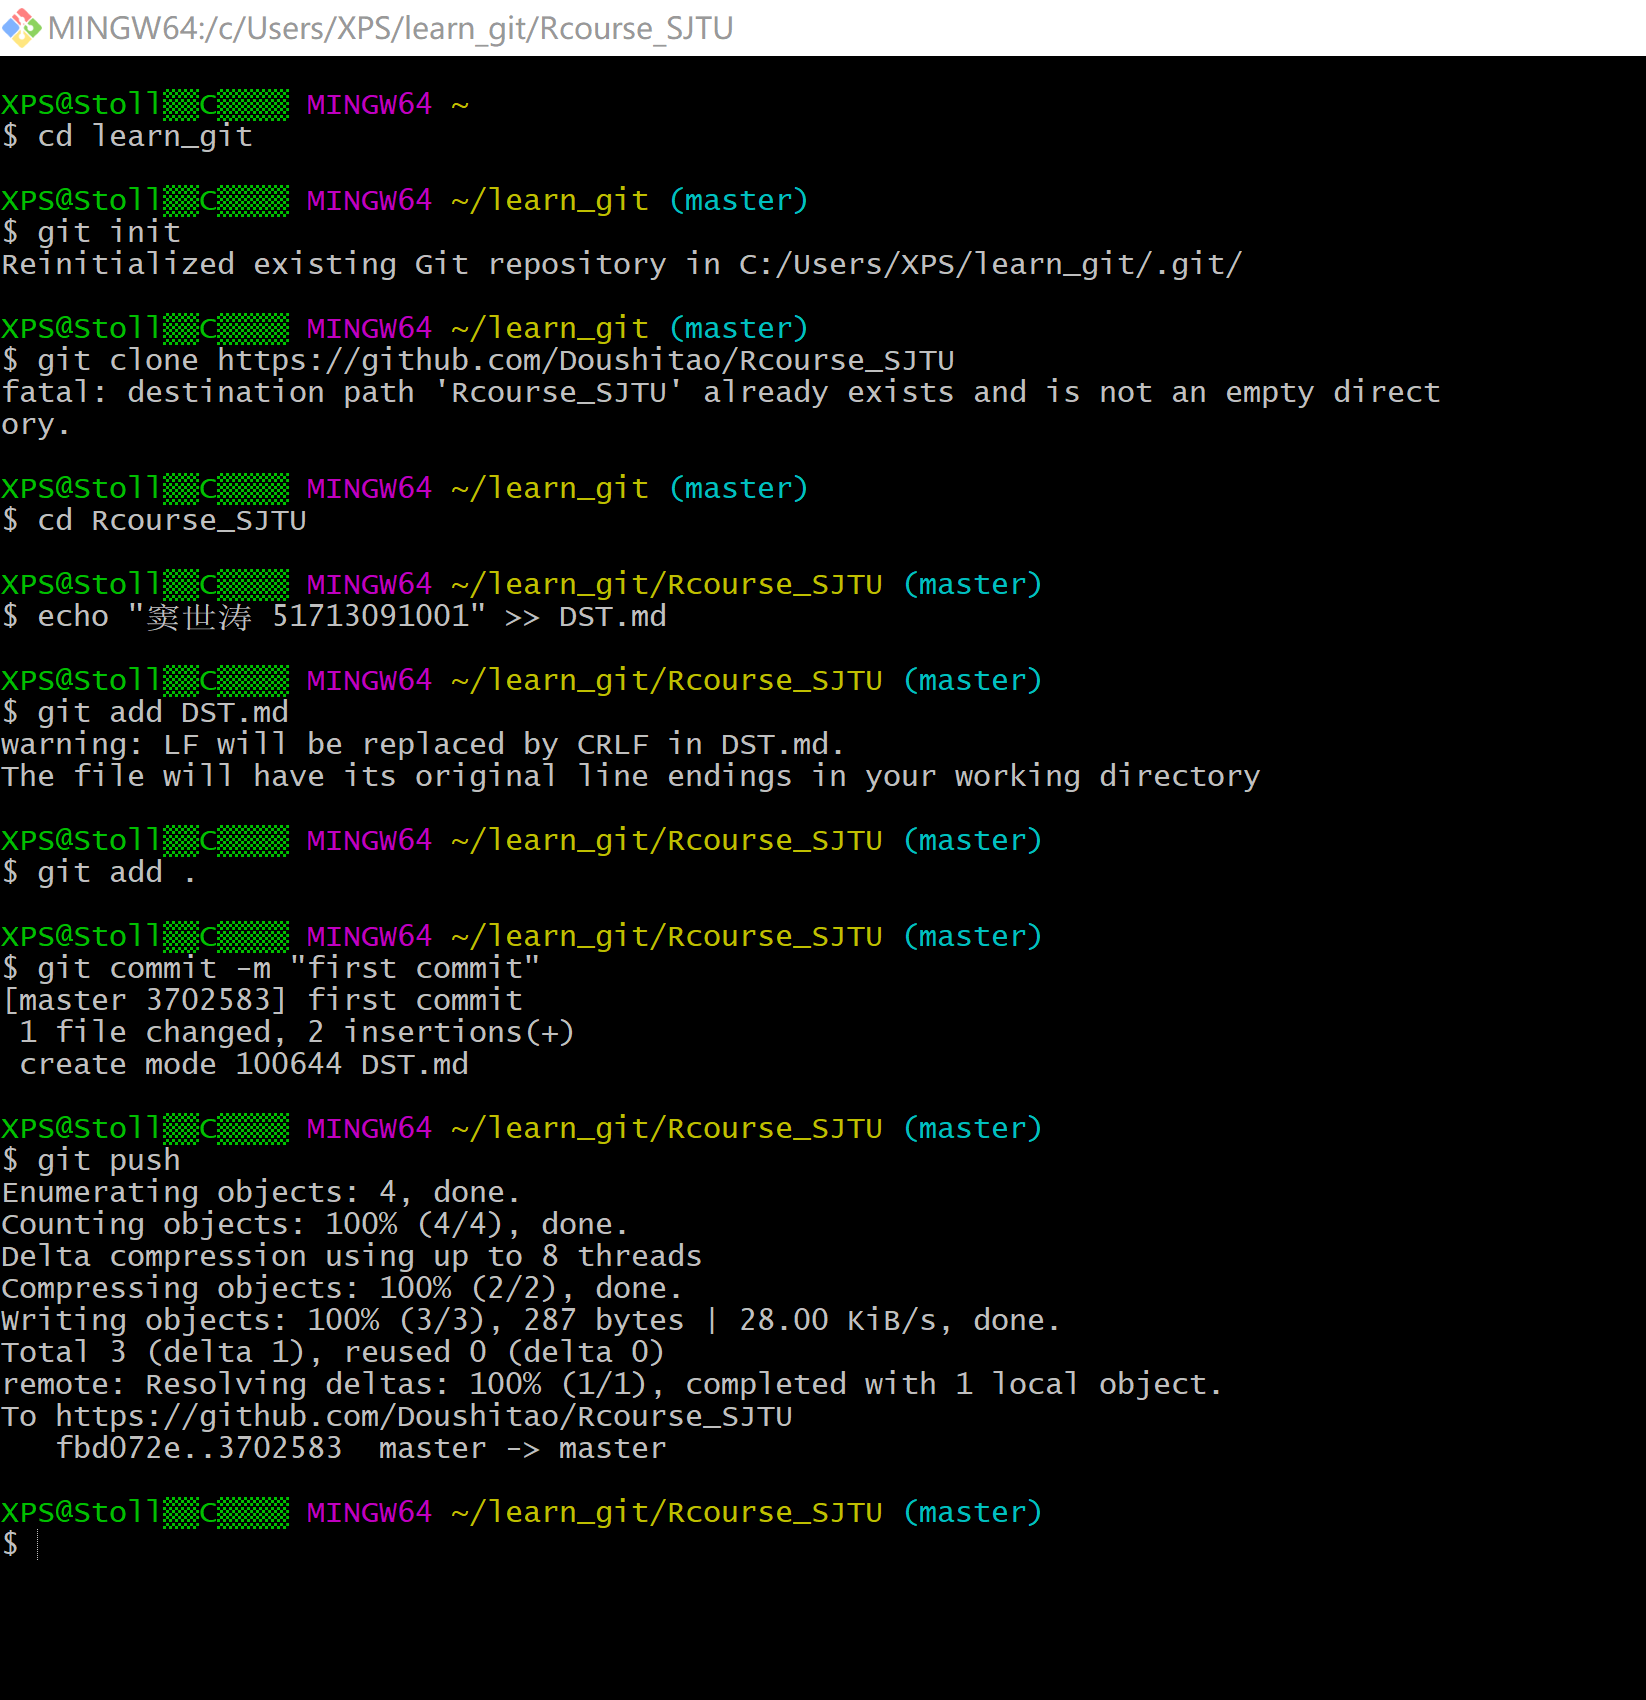 MINGW64:/c/Users/XPS/learn_git/Rcourse_SJTU
XPS@Stoll▒▒C▒▒▒▒ MINGW64 ~
$ cd learn_git
XPS@Stoll▒▒C▒▒▒▒ MINGW64 ~/learn_git (master)
$ git init
Reinitialized existing Git repository in C:/Users/XPS/learn_git/.git/
XPS@Stoll▒▒C▒▒▒▒ MINGW64 ~/learn_git (master)
$ git clone https://github.com/Doushitao/Rcourse_SJTU
fatal: destination path 'Rcourse_SJTU' already exists and is not an empty direct
ory.
XPS@Stoll▒▒C▒▒▒▒ MINGW64 ~/learn_git (master)
$ cd Rcourse_SJTU
XPS@Stoll▒▒C▒▒▒▒ MINGW64 ~/learn_git/Rcourse_SJTU (master)
$ echo "窦世涛 51713091001" >> DST.md
XPS@Stoll▒▒C▒▒▒▒ MINGW64 ~/learn_git/Rcourse_SJTU (master)
$ git add DST.md
warning: LF will be replaced by CRLF in DST.md.
The file will have its original line endings in your working directory
XPS@Stoll▒▒C▒▒▒▒ MINGW64 ~/learn_git/Rcourse_SJTU (master)
$ git add .
XPS@Stoll▒▒C▒▒▒▒ MINGW64 ~/learn_git/Rcourse_SJTU (master)
$ git commit -m "first commit"
[master 3702583] first commit
 1 file changed, 2 insertions(+)
 create mode 100644 DST.md
XPS@Stoll▒▒C▒▒▒▒ MINGW64 ~/learn_git/Rcourse_SJTU (master)
$ git push
Enumerating objects: 4, done.
Counting objects: 100% (4/4), done.
Delta compression using up to 8 threads
Compressing objects: 100% (2/2), done.
Writing objects: 100% (3/3), 287 bytes | 28.00 KiB/s, done.
Total 3 (delta 1), reused 0 (delta 0)
remote: Resolving deltas: 100% (1/1), completed with 1 local object.
To https://github.com/Doushitao/Rcourse_SJTU
   fbd072e..3702583  master -> master
XPS@Stoll▒▒C▒▒▒▒ MINGW64 ~/learn_git/Rcourse_SJTU (master)
$